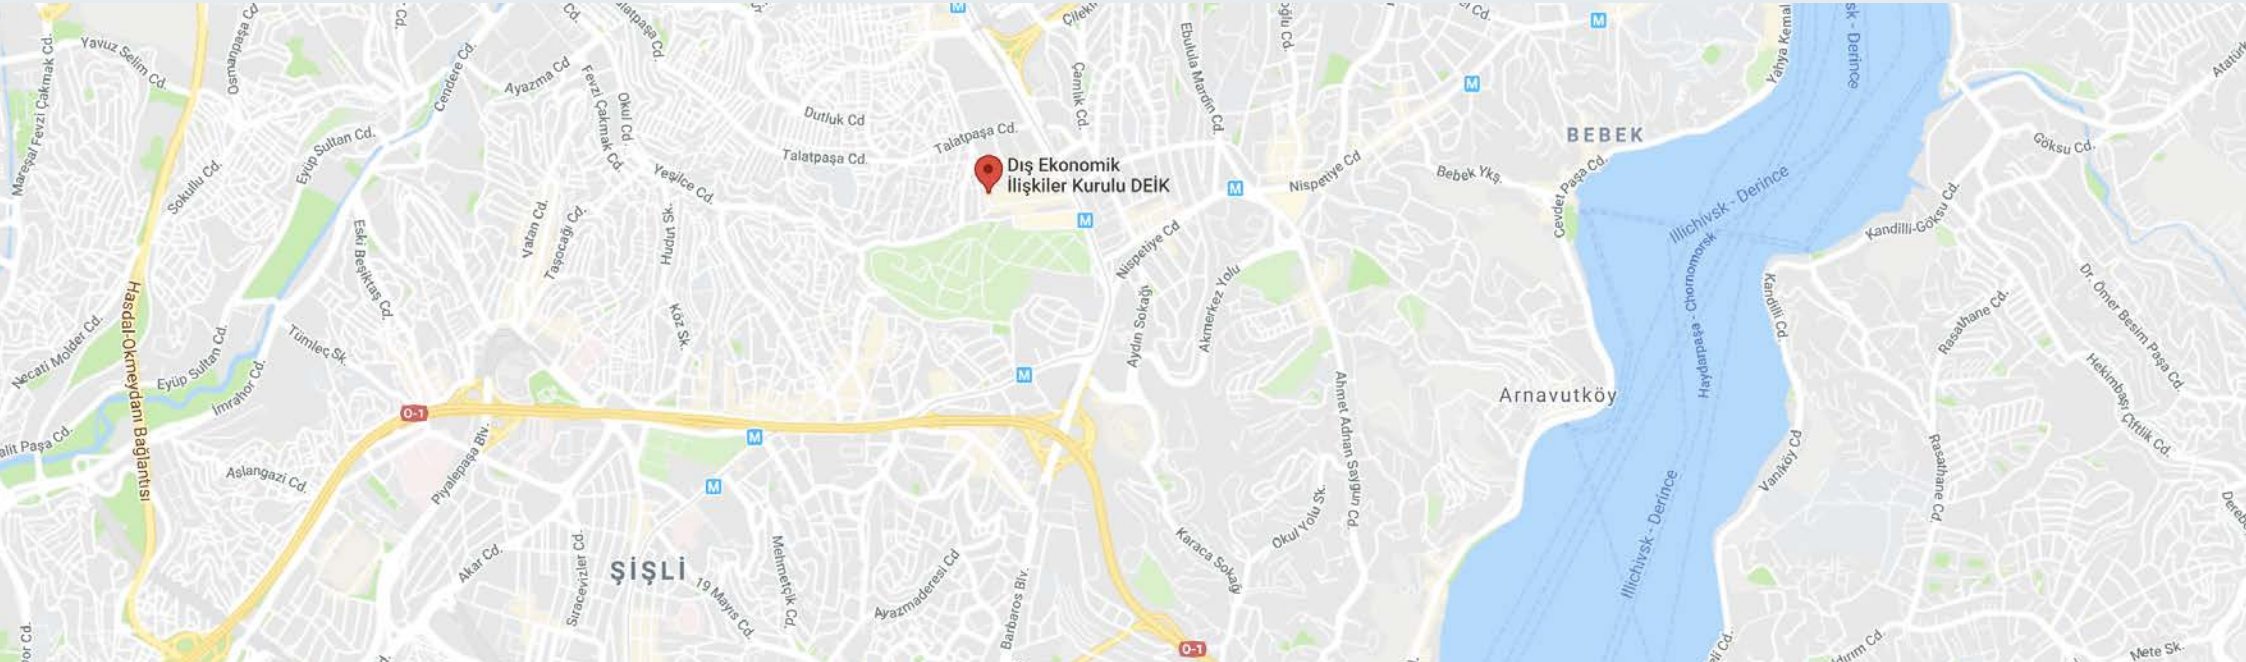 M
M
M
M
M
M
M
M
Yavuz Selim Cd.
Osmanpaşa Cd
Cd.
Cd.
Cendere Cd.
Ayazma Cd
Fevzi Çakmak Cd.
Okul Cd.
Mareşal Fevzi Çakmak Cd.
Eyüp Sultan Cd.
Sokullu Cd.
Dutluk Cd
Talatpaşa Cd.
Talatpaşa Cd.
Çamlık Cd.
Ebulula Mardin Cd.
Yeşilce Cd.
Dış Ekonomik
İlişkiler Kurulu DEİK
Nispetiye Cd
Nispetiye Cd
Bebek Ykş.
BEBEK
Cevdet Paşa Cd.
Illichivsk - Derince
Haydarpaşa - Chornomorsk
Illichivsk - Derince
Göksu Cd.
Kandilli-Göksu Cd.
Kandilli Cd.
Dr. Ömer Besim Paşa Cd.
Rasathane Cd.
Rasathane Cd.
Hekimbaşı Çiftlik Cd.
Vaniköy Cd
Vatan Cd.
Taşocağı Cd.
Hudut Sk.
Köz Sk.
Eski Beşiktaş Cd.
Hasdal-Okmeydanı Bağlantısı
Necati Molder Cd.
Eyüp Sultan Cd.
Tümleç Sk.
İmrahor Cd.
Aydın Sokağı
Akmerkez Yolu
Ahmet Adnan Saygun Cd.
Arnavutköy
O-1
Aslangazi Cd.
Piyalepaşa Blv.
Akar Cd.
Siracevizler Cd.
ŞİŞLİ
19 Mayıs Cd.
Mehmetçik Cd.
Ayazmaderesi Cd
Barbaros Blv.
Karaca Sokağı
Okul Yolu Sk.
O-1
Mete Sk.